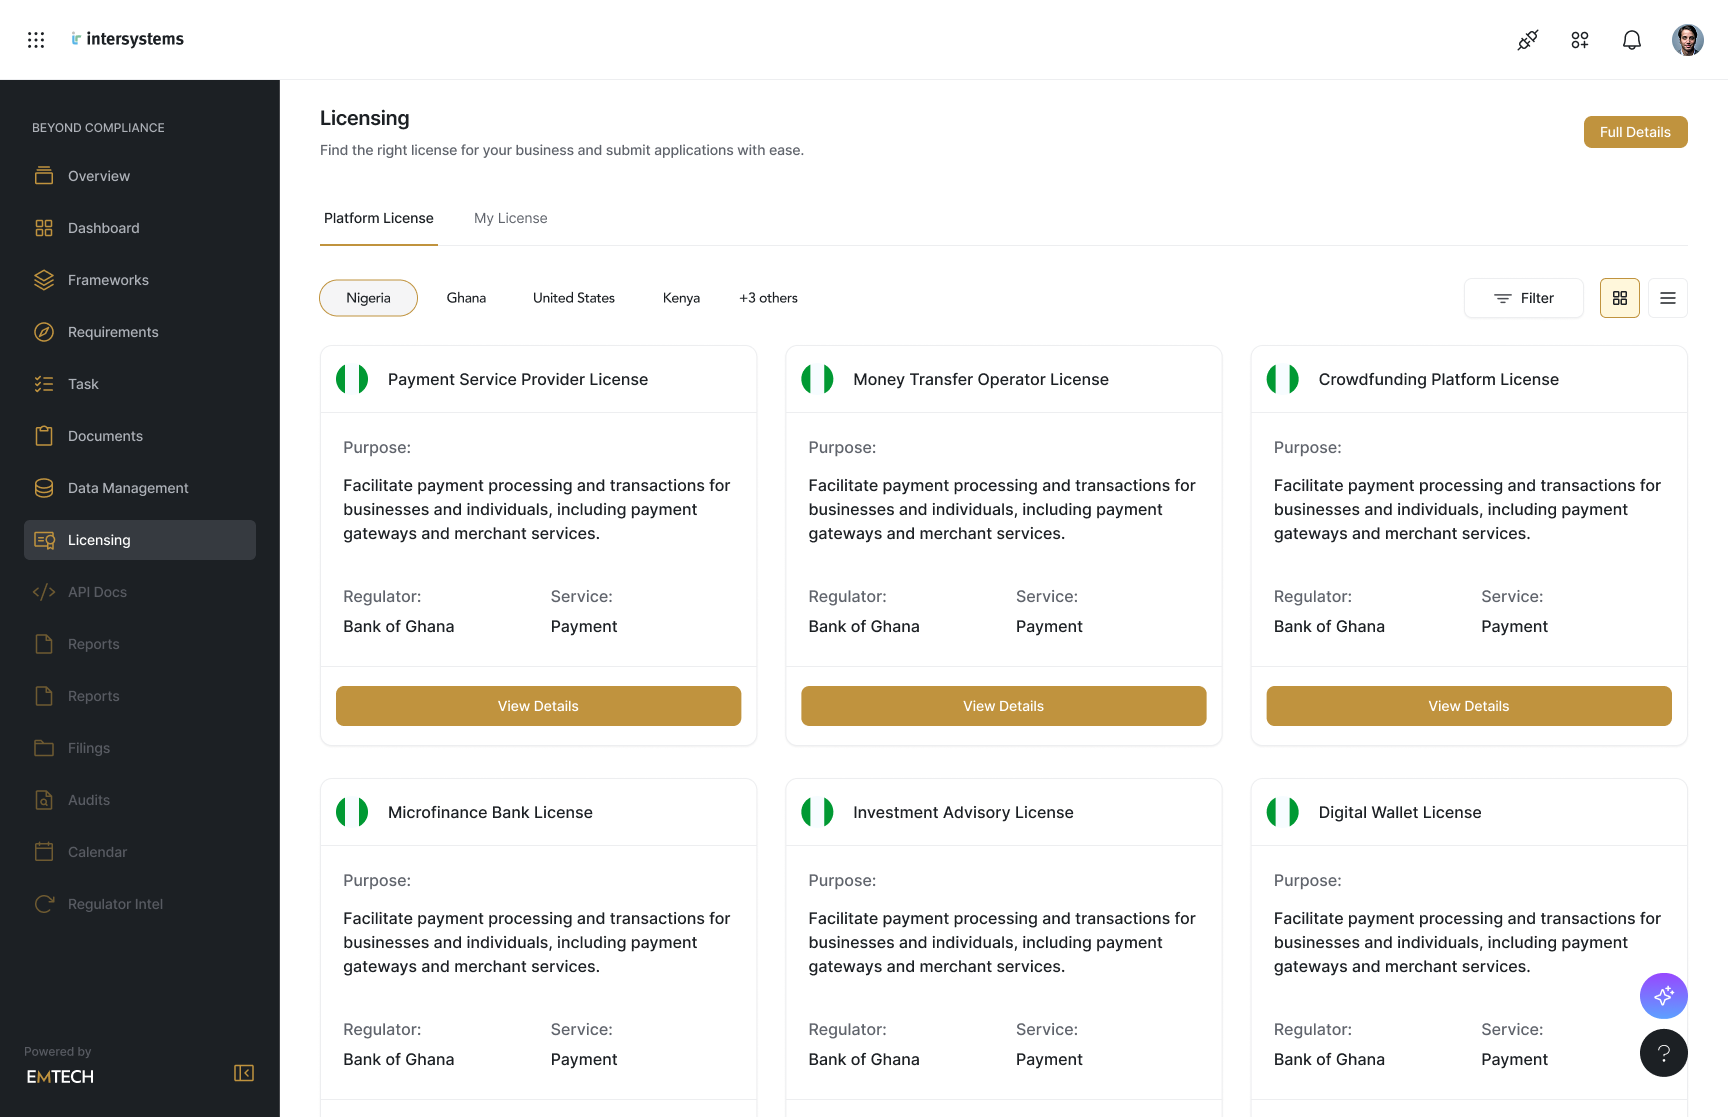 intersystems
BEYOND COMPLIANCE
Overview
Dashboard
Frameworks
Requirements
Task
Documents
Data Management
Licensing
API Docs
Reports
Reports
Filings
Audits
Calendar
Regulator Intel
Powered by
EMTECH
Licensing
Find the right license for your business and submit applications with ease.
Full Details
Platform License
My License
Nigeria
Ghana
United States
Kenya
+3 others
Filter
Payment Service Provider License
Purpose:
Facilitate payment processing and transactions for
businesses and individuals, including payment
gateways and merchant services.
Regulator:
Service:
Bank of Ghana
Payment
View Details
Money Transfer Operator License
Purpose:
Facilitate payment processing and transactions for
businesses and individuals, including payment
gateways and merchant services.
Regulator:
Service:
Bank of Ghana
Payment
View Details
Crowdfunding Platform License
Purpose:
Facilitate payment processing and transactions for
businesses and individuals, including payment
gateways and merchant services.
Regulator:
Service:
Bank of Ghana
Payment
View Details
Microfinance Bank License
Purpose:
Facilitate payment processing and transactions for
businesses and individuals, including payment
gateways and merchant services.
Regulator:
Service:
Bank of Ghana
Payment
Investment Advisory License
Purpose:
Facilitate payment processing and transactions for
businesses and individuals, including payment
gateways and merchant services.
Regulator:
Service:
Bank of Ghana
Payment
Digital Wallet License
Purpose:
Facilitate payment processing and transactions for
businesses and individuals, including payment
gateways and merchant services.
Regulator:
Service:
Bank of Ghana
Payment
?